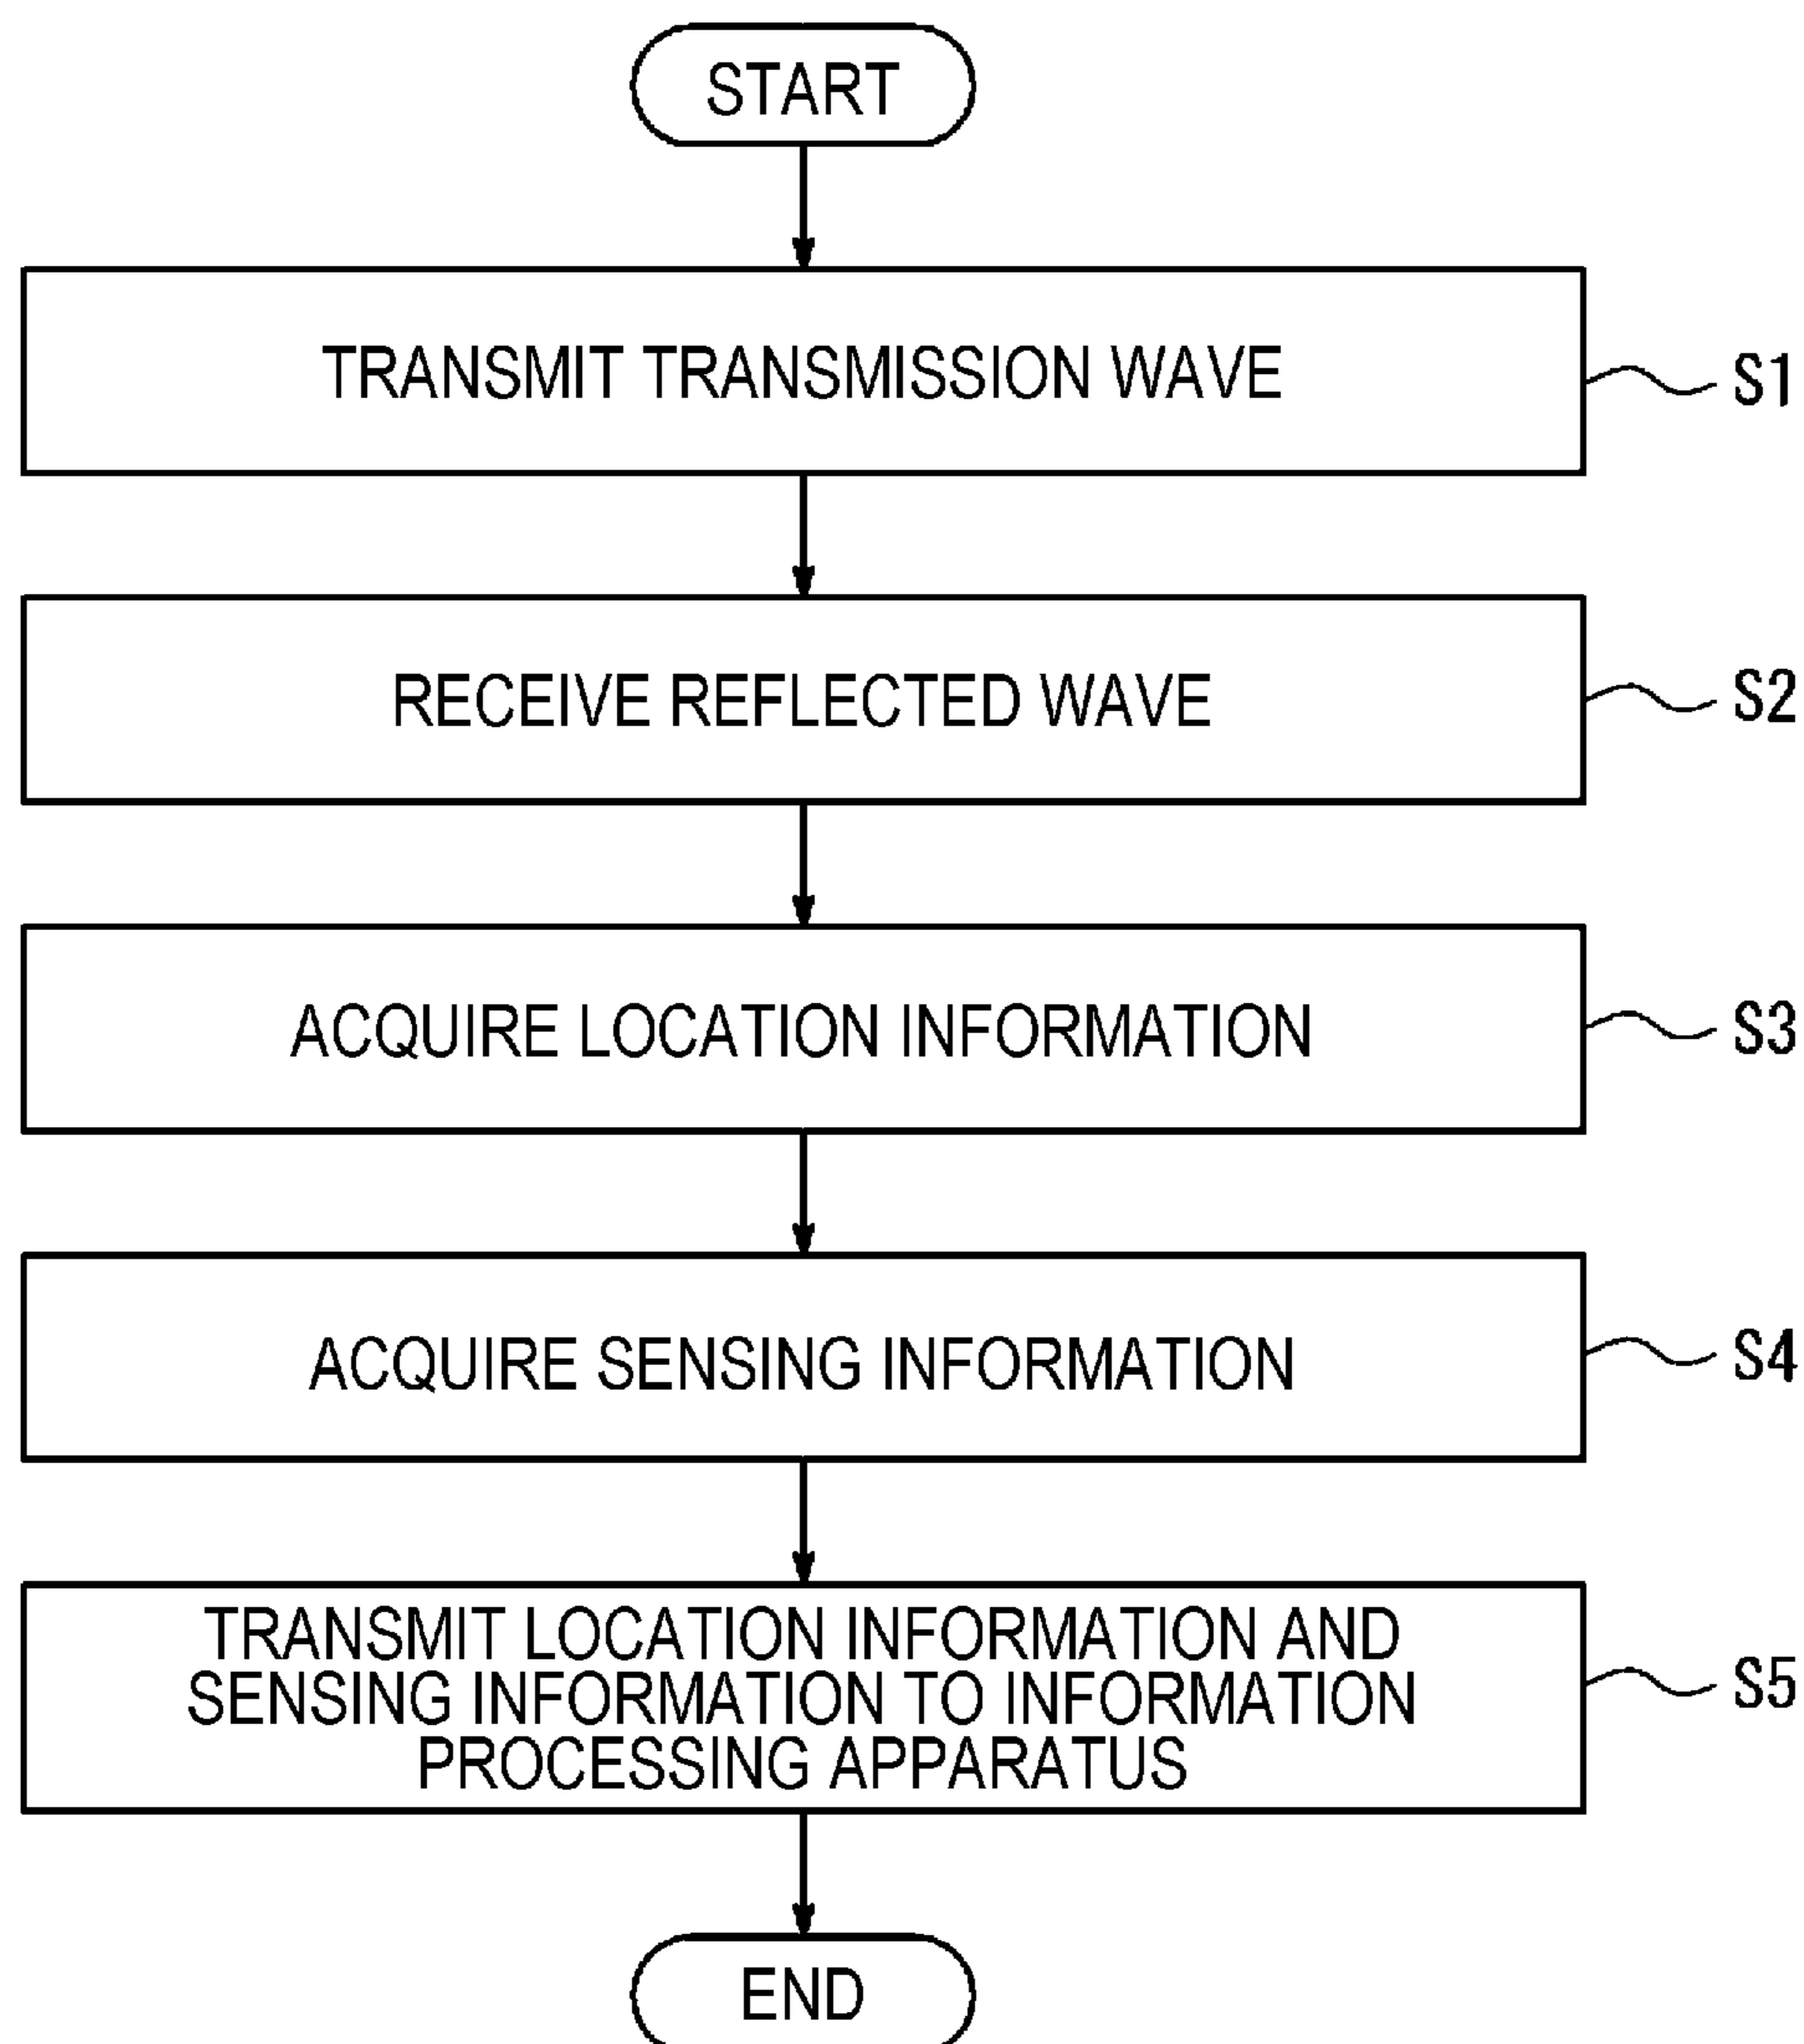 START
TRANSMIT TRANSMISSION WAVE
S1
RECEIVE REFLECTED WAVE
S2
ACQUIRE LOCATION INFORMATION
S3
ACQUIRE SENSING INFORMATION
S4
TRANSMIT LOCATION INFORMATION AND
SENSING INFORMATION TO INFORMATION
PROCESSING APPARATUS
S5
END